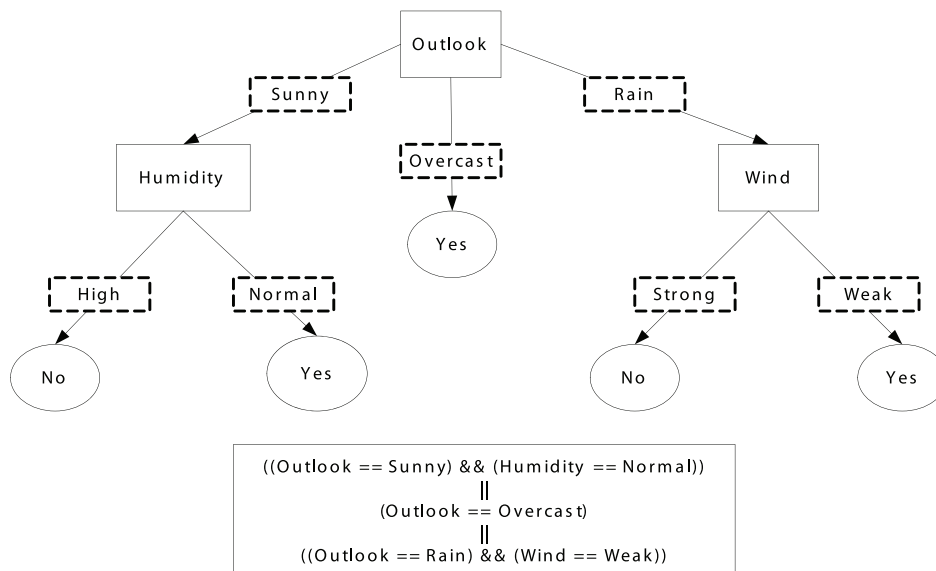 Outlook
Sunny
Rain
Overcast
Humidity
Wind
Yes
High
Normal
Strong
Weak
No
Yes
No
Yes
((Outlook == Sunny) && (Humidity == Normal))
||
(Outlook == Overcast)
||
((Outlook == Rain) && (Wind == Weak))